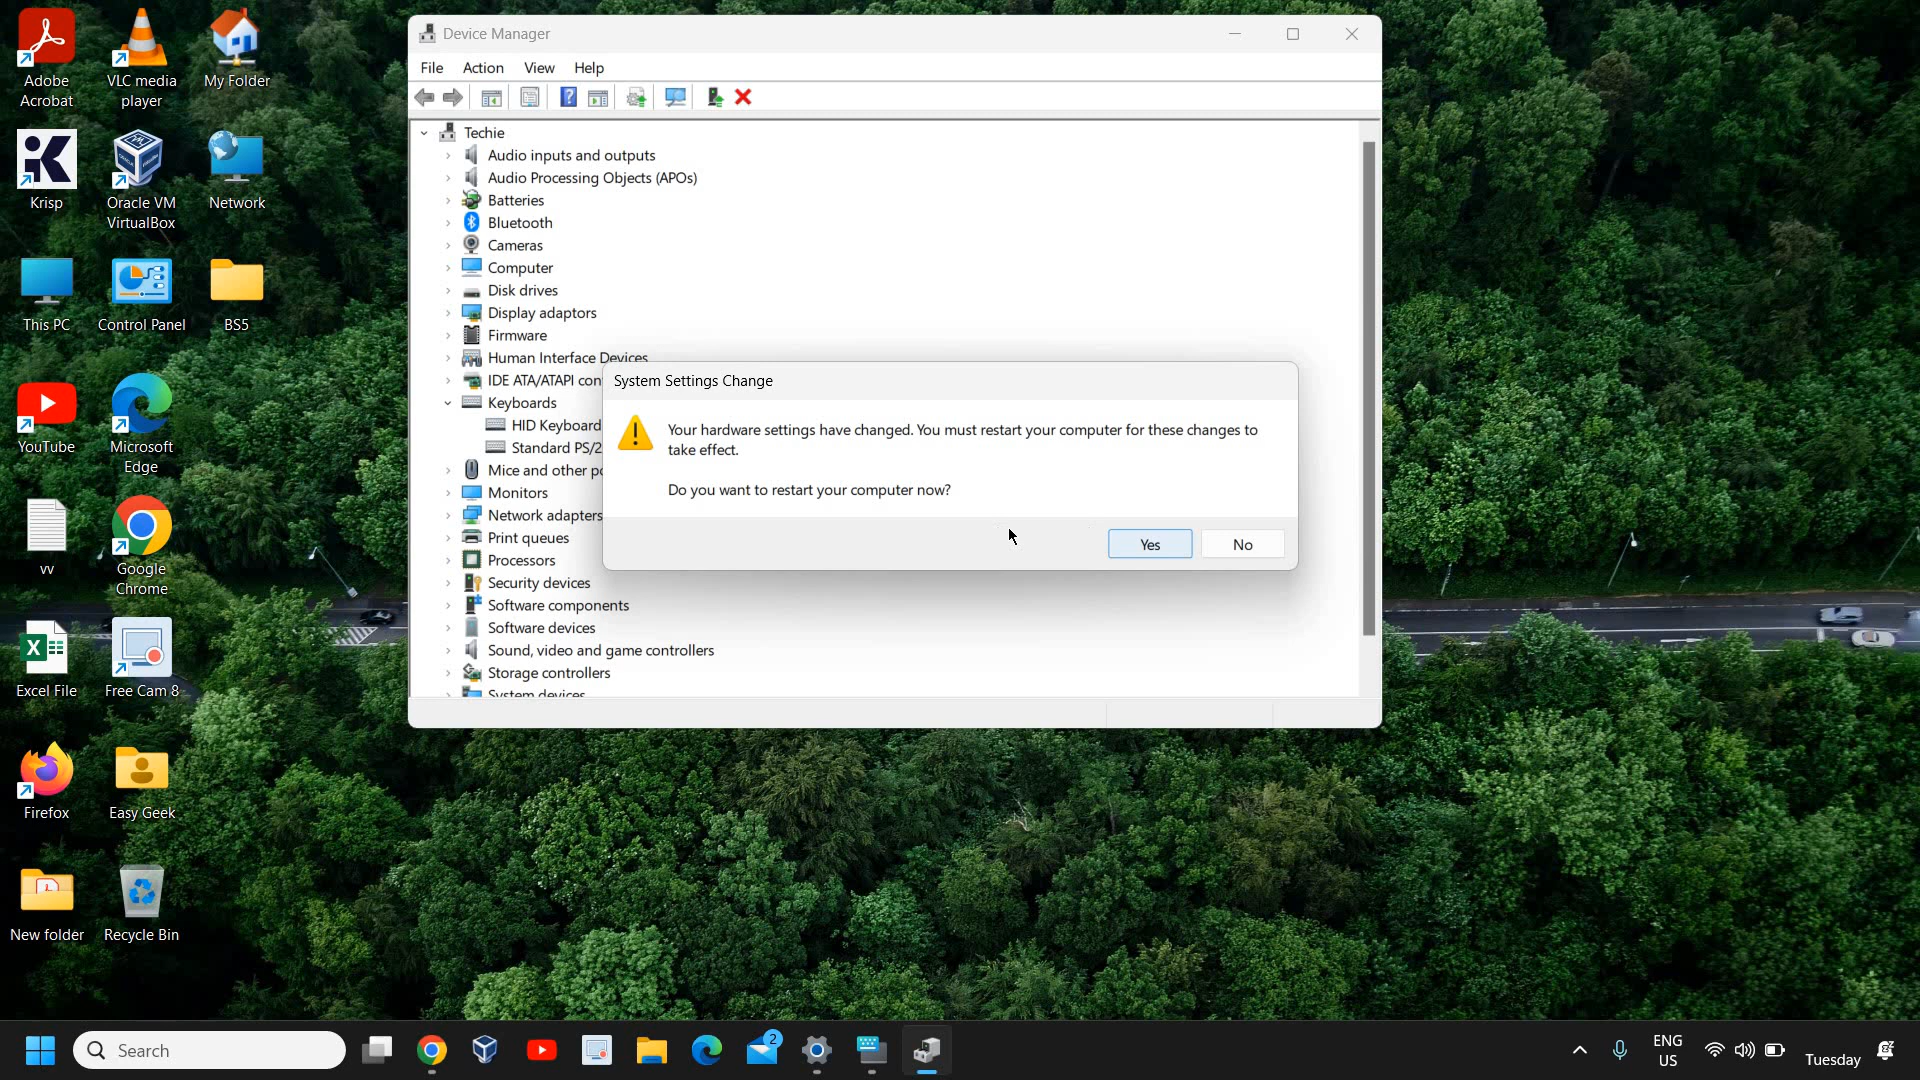 Adobe
Acrobat
VLC media
player
My Folder
Krisp
Oracle VM
VirtualBox
Network
This PC
Control Panel
BS5
YouTube
Microsoft
Edge
vv
Google
Chrome
Excel File
Free Cam 8
Firefox
Easy Geek
New folder
Recycle Bin
Device Manager
File Action View Help
Techie
Audio inputs and outputs
Audio Processing Objects (APOs)
Batteries
Bluetooth
Cameras
Computer
Disk drives
Display adaptors
Firmware
Human Interface Devices
IDE ATA/ATAPI con
Keyboards
HID Keyboard
Standard PS/2
Mice and other po
Monitors
Network adapters
Print queues
Processors
Security devices
Software components
Software devices
Sound, video and game controllers
Storage controllers
System devices
System Settings Change
Your hardware settings have changed. You must restart your computer for these changes to
take effect.
Do you want to restart your computer now?
Yes No
Search
2
ENG
US
Tuesday